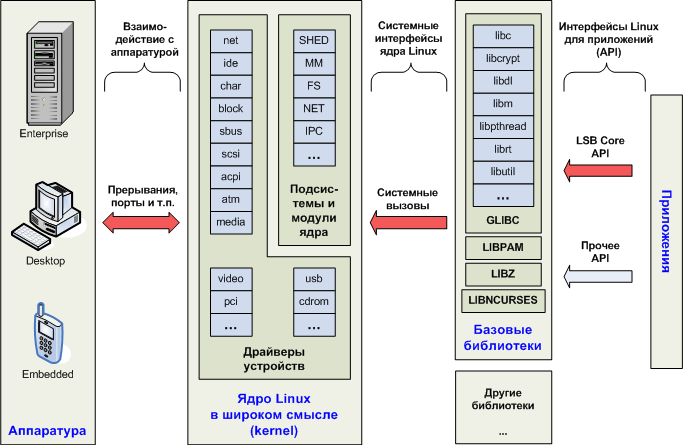 Enterprise
Desktop
Embedded
Аппаратура
Взаимо-
действие с
аппаратурой
Прерывания,
порты и т.п.
net
ide
char
block
sbus
scsi
acpi
atm
media
video
pci
...
SHED
MM
FS
NET
IPC
...
Подсис-
темы и
модули
ядра
usb
cdrom
...
Драйверы
устройств
Ядро Linux
в широком смысле
(kernel)
Системные
интерфейсы
ядра Linux
Системные
вызовы
libc
libcrypt
libdl
libm
libpthread
librt
libutil
...
GLIBC
LIBPAM
LIBZ
LIBNCURSES
Базовые
библиотеки
Другие
библиотеки
...
Интерфейсы Linux
для приложений
(API)
LSB Core
API
Прочее
API
Приложения